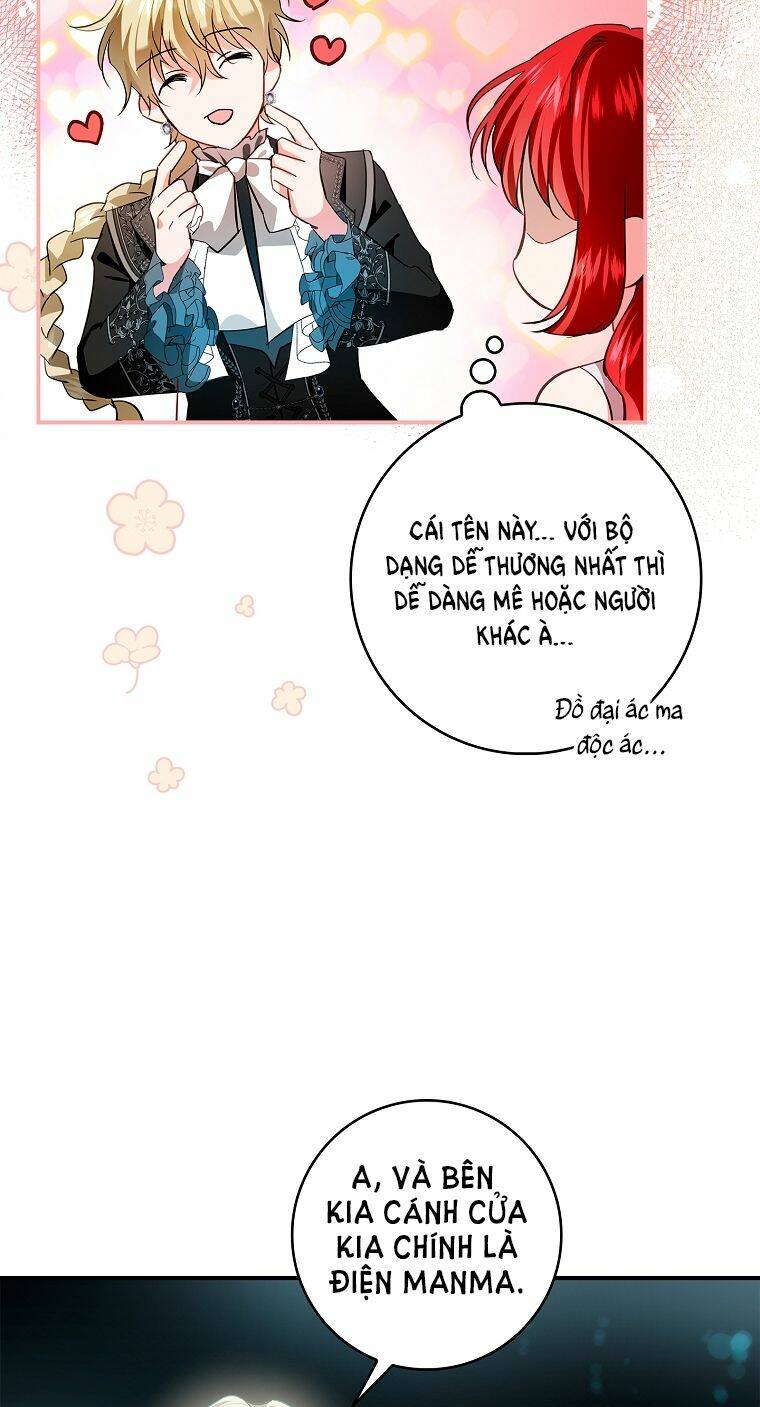 CÁI TÊN NÀY... VỚI BỘ
DẠNG DỄ THƯƠNG NHẤT THÌ
DỄ DÀNG MÊ HOẶC NGƯỜI
KHÁC À...
Đồ đại ác ma
độc ác...
A, VÀ BÊN
KIA CÁNH CỬA
KIA CHÍNH LÀ
ĐIỆN MANMA.